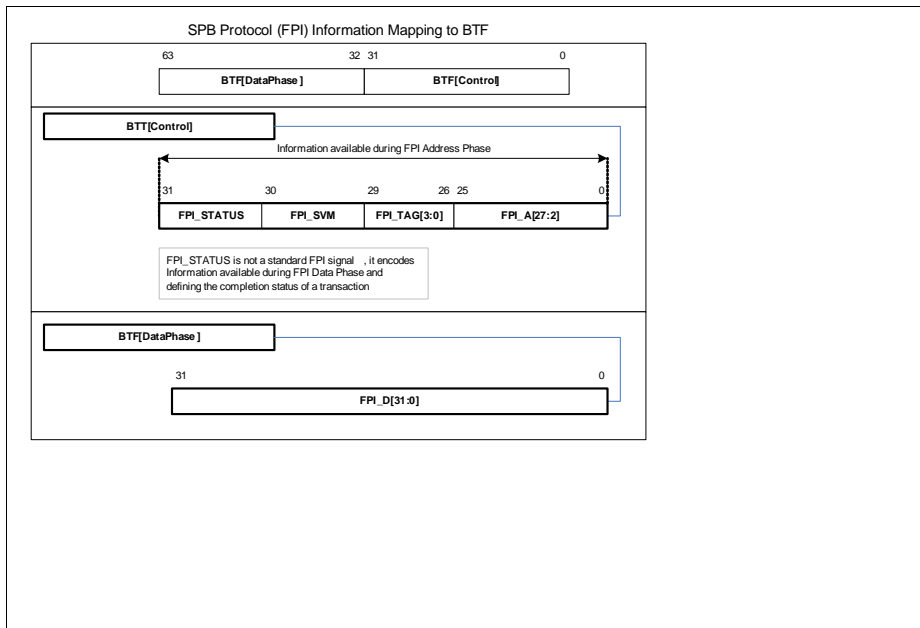 SPB Protocol (FPI) Information Mapping to BTF
63 32 31 0
BTF[DataPhase] BTF[Control]
BTT[Control]
Information available during FPI Address Phase
31 30 29 26 25 0
FPI_STATUS FPI_SVM FPI_TAG[3:0] FPI_A[27:2]
FPI_STATUS is not a standard FPI signal , it encodes
Information available during FPI Data Phase and
defining the completion status of a transaction
BTF[DataPhase]
31 0
FPI_D[31:0]